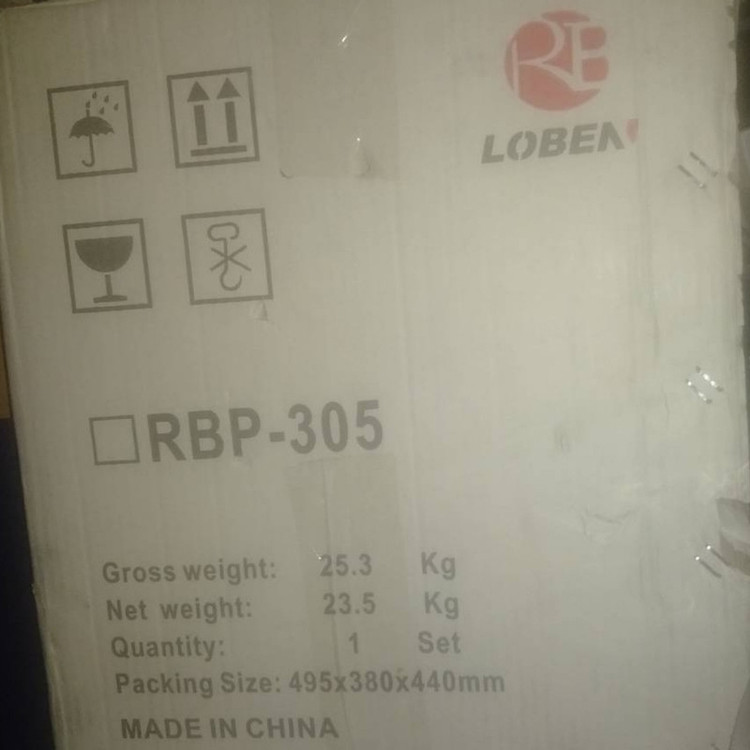 RB
LOBEN
RBP-305
Gross weight: 25.3 Kg
Net weight: 23.5 Kg
Quantity: 1 Set
Packing Size: 495x380x440mm
MADE IN CHINA